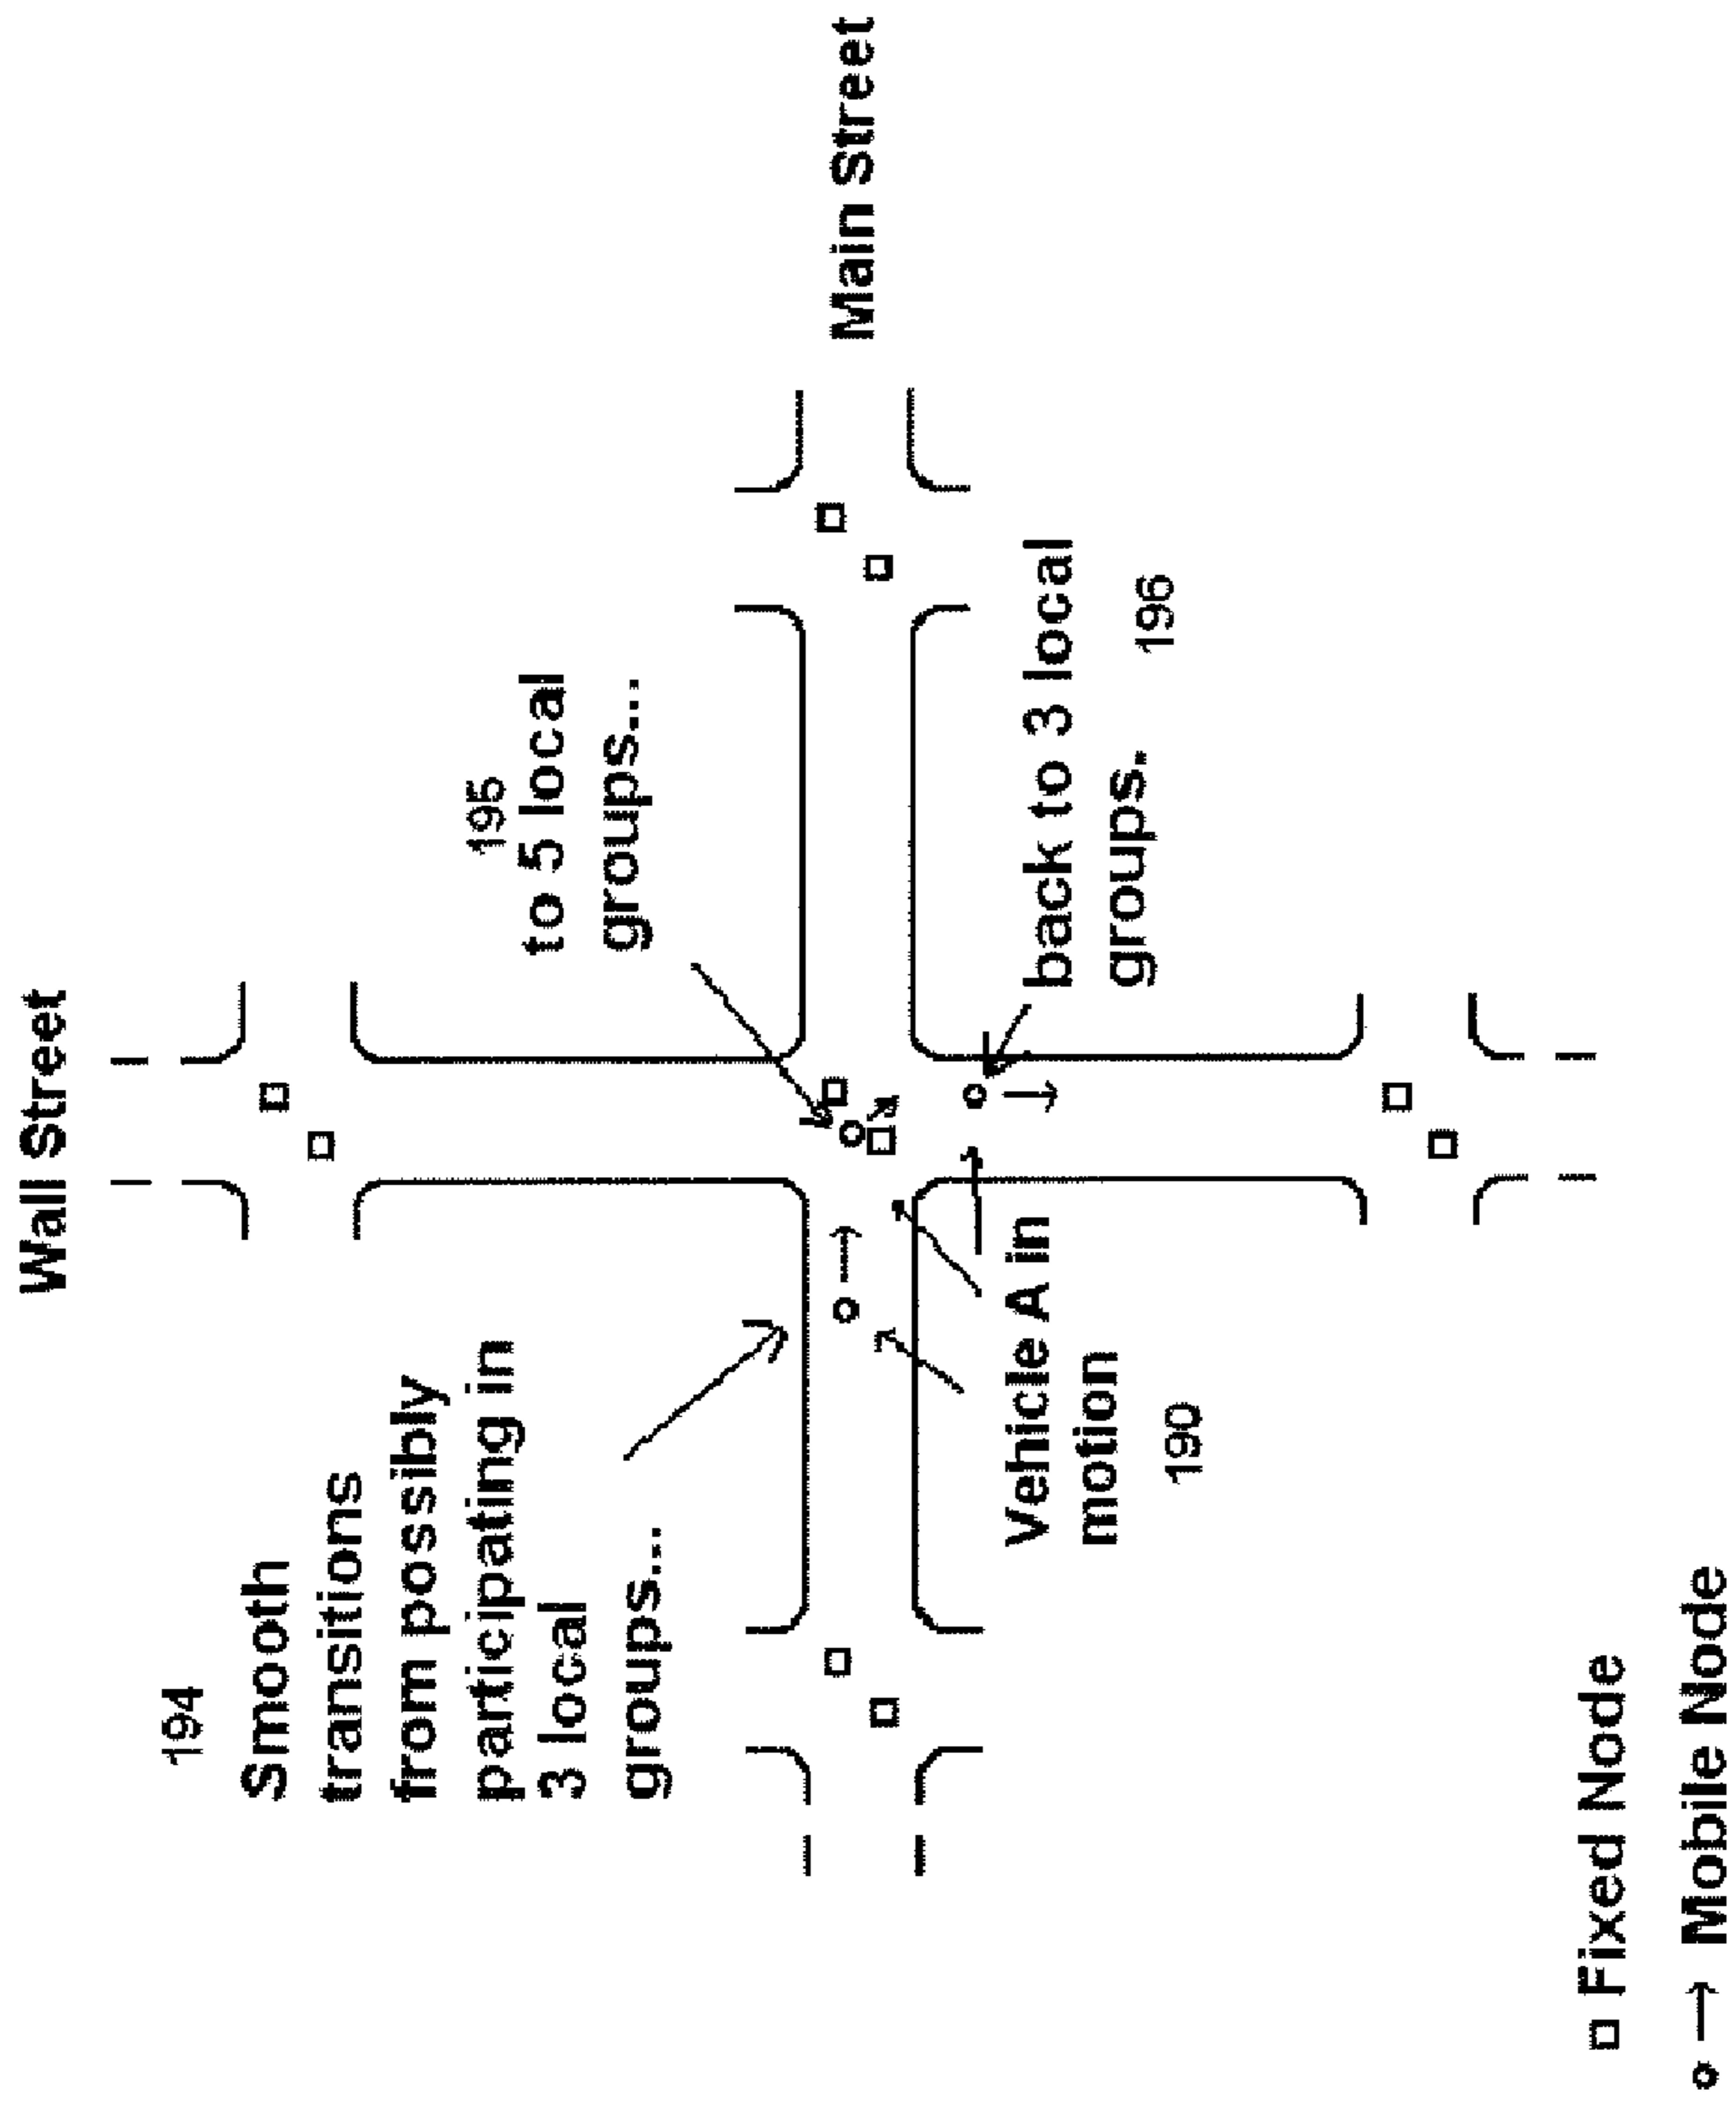 Wall Street
194
Smooth
transitions
from possibly
participating in
3 local
groups...
195
to 5 local
groups...
Main Street
Vehicle A in
motion
190
back to 3 local
groups.
196
Fixed Node
Mobile Node